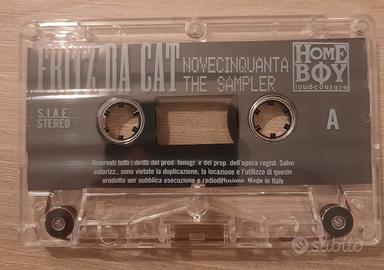 FRITZ DA CAT
NOVECINQUANTA
THE SAMPLER
HOME
BOY
loud-couture
S.I.A.E.
STEREO
A
Riservati tutti i diritti del prod. fonogr. e del prop. dell'opera regist. Salvo
autorizz., sono vietate la duplicazione, la locazione e l'utilizzo di questo
prodotto per pubblica esecuzione e radiodiffusione. Made in Italy
subito